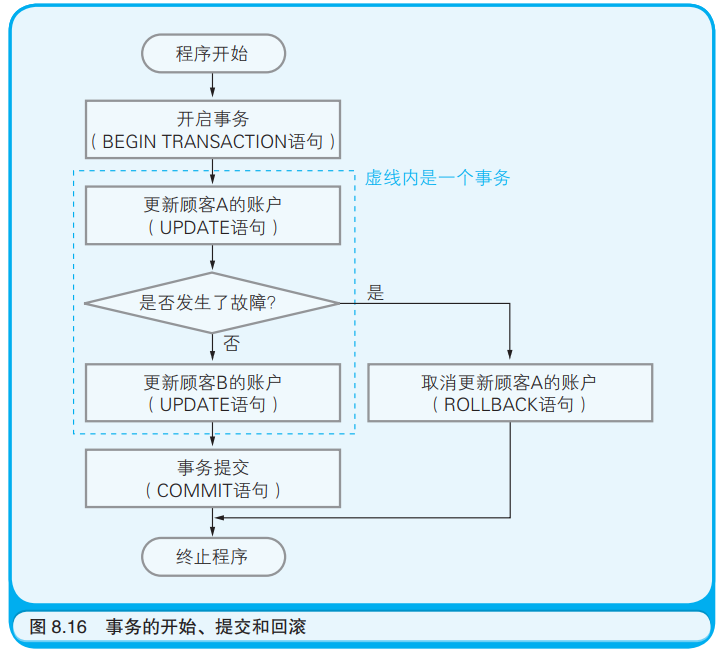 程序开始
开启事务
（BEGIN TRANSACTION语句）
虚线内是一个事务
更新顾客A的账户
（UPDATE语句）
是否发生了故障?
是
否
更新顾客B的账户
（UPDATE语句）
取消更新顾客A的账户
（ROLLBACK语句）
事务提交
（COMMIT语句）
终止程序
图 8.16 事务的开始、提交和回滚